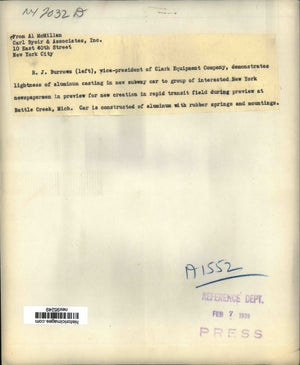 NY 7032 D
From Al McMillen
Carl Byoir & Associates, Inc.
10 East 40th Street
New York City
R. J. Burrows (left), vice-president of Clark Equipment Company, demonstrates
lightness of aluminum casting in new subway car to group of interested New York
newspapermen in preview for new creation in rapid transit field during preview at
Battle Creek, Mich. Car is constructed of aluminum with rubber springs and mountings.
A1552
REFERENCE DEPT.
FEB 7 1939
PRESS
historicimages.com